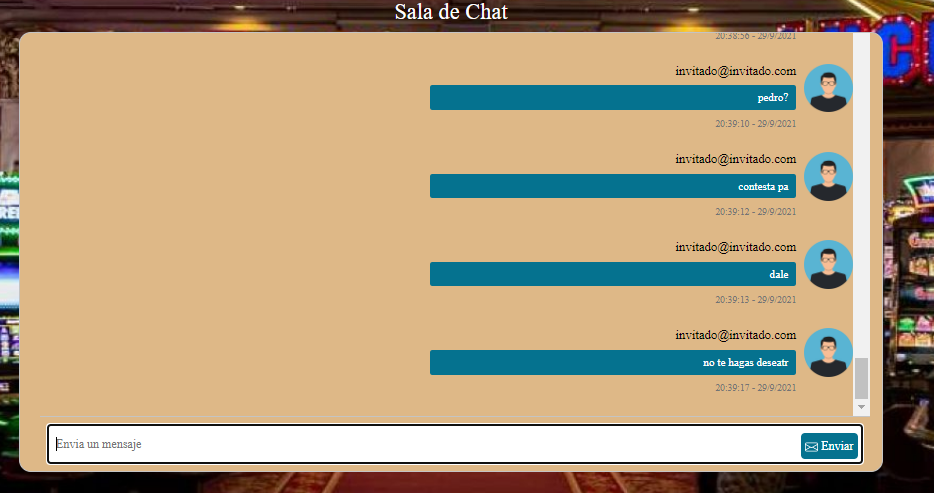 Sala de Chat
20:38:56 - 29/9/2021
invitado@invitado.com
pedro?
20:39:10 - 29/9/2021
invitado@invitado.com
contesta pa
20:39:12 - 29/9/2021
invitado@invitado.com
dale
20:39:13 - 29/9/2021
invitado@invitado.com
no te hagas deseatr
20:39:17 - 29/9/2021
Envia un mensaje
Enviar